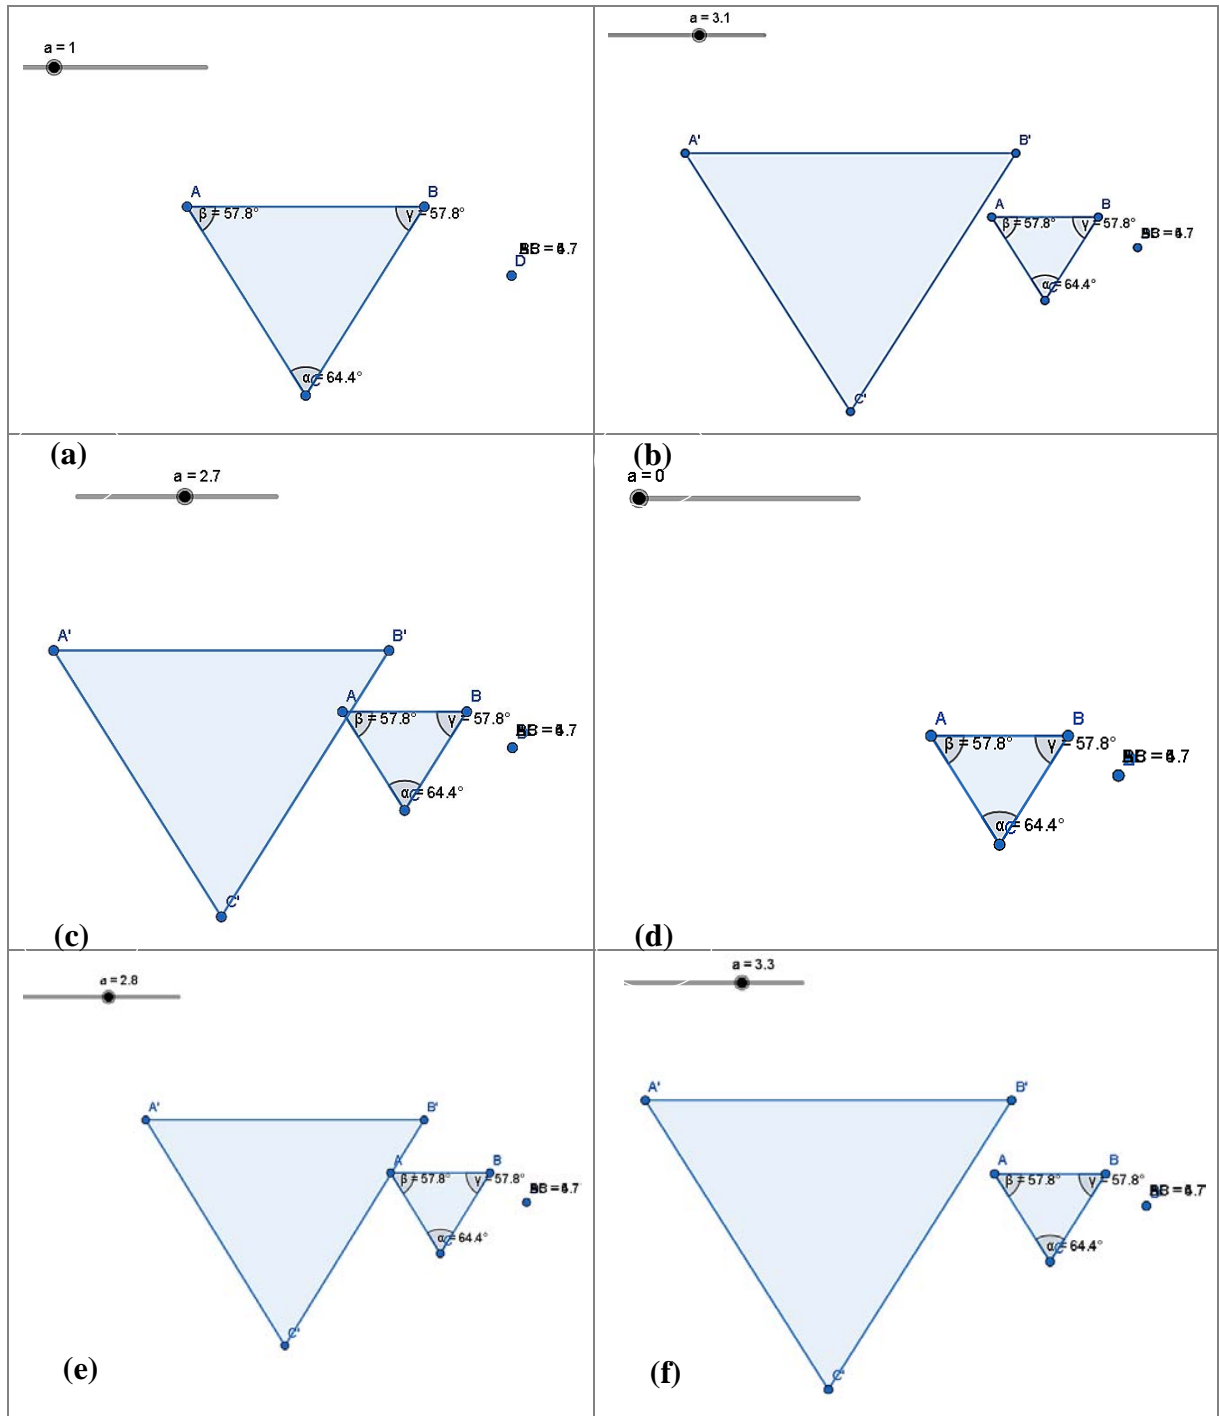 a = 1
A
B
β = 57.8°
γ = 57.8°
D
α = 64.4°
(a)
a = 3.1
A'
B'
A
B
β = 57.8°
γ = 57.8°
α = 64.4°
C'
(b)
a = 2.7
A'
B'
A
B
β = 57.8°
γ = 57.8°
α = 64.4°
C'
(c)
a = 0
A
B
β = 57.8°
γ = 57.8°
α = 64.4°
(d)
a = 2.8
A'
B'
A
B
β = 57.8°
γ = 57.8°
α = 64.4°
C'
(e)
a = 3.3
A'
B'
A
B
β = 57.8°
γ = 57.8°
α = 64.4°
C'
(f)